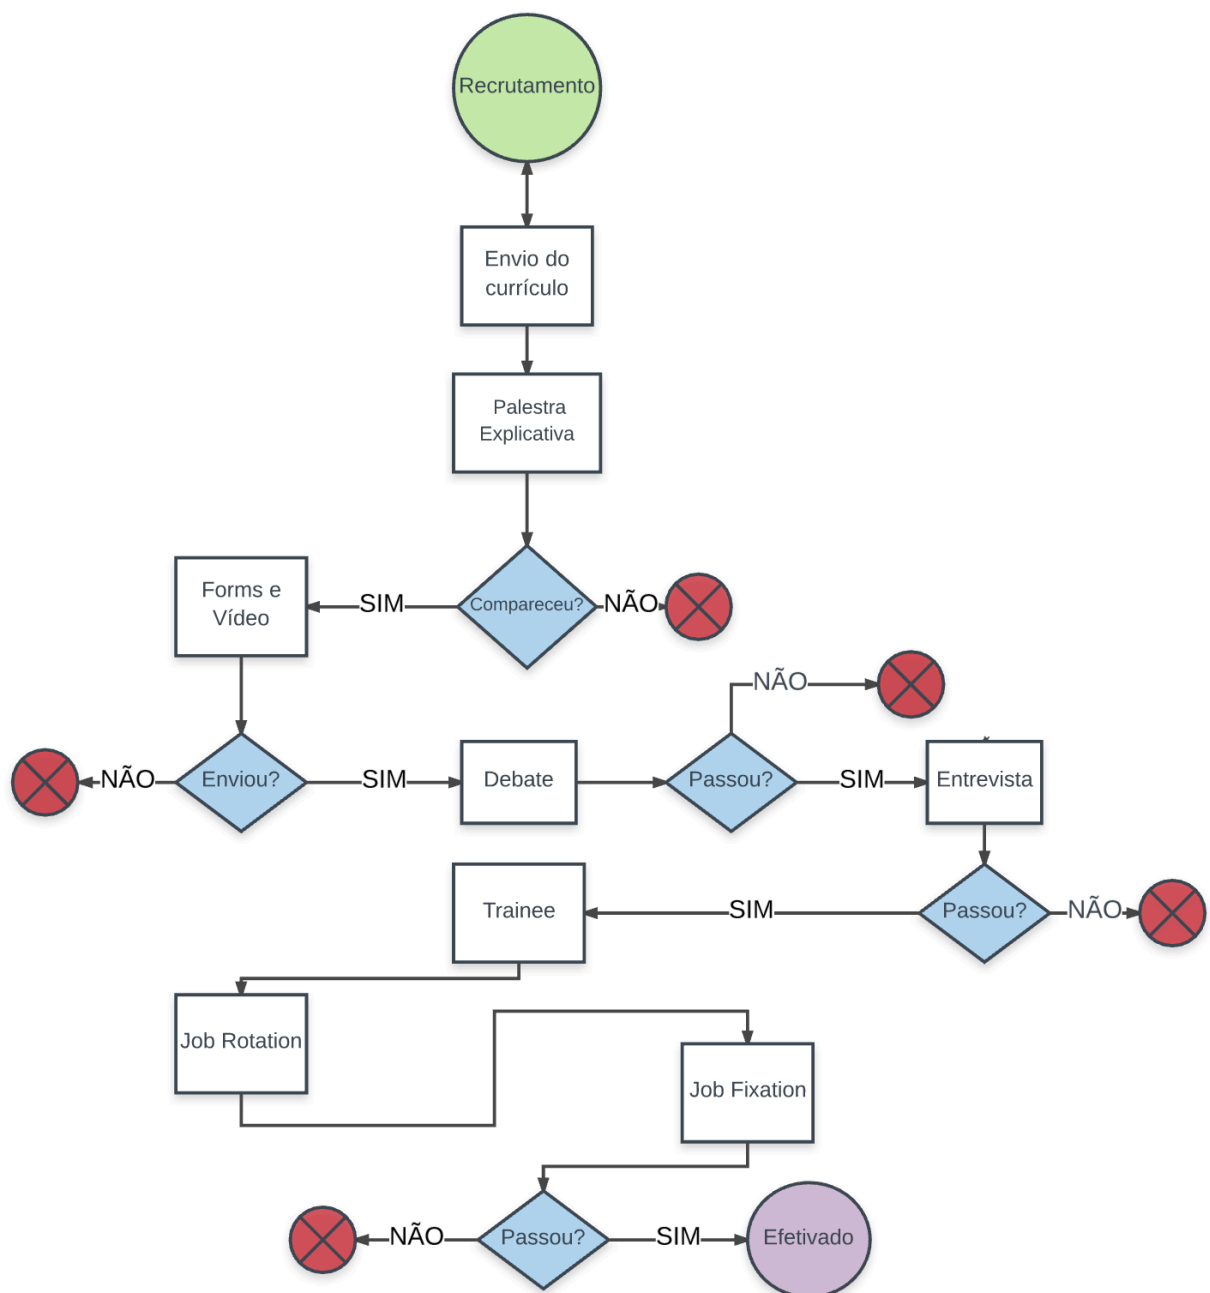 Recrutamento
Envio do
currículo
Palestra
Explicativa
Forms e
Vídeo
SIM
Compareceu?
NÃO
NÃO
NÃO
Enviou?
SIM
Debate
Passou?
SIM
Entrevista
Trainee
SIM
Passou?
NÃO
Job Rotation
Job Fixation
NÃO
Passou?
SIM
Efetivado